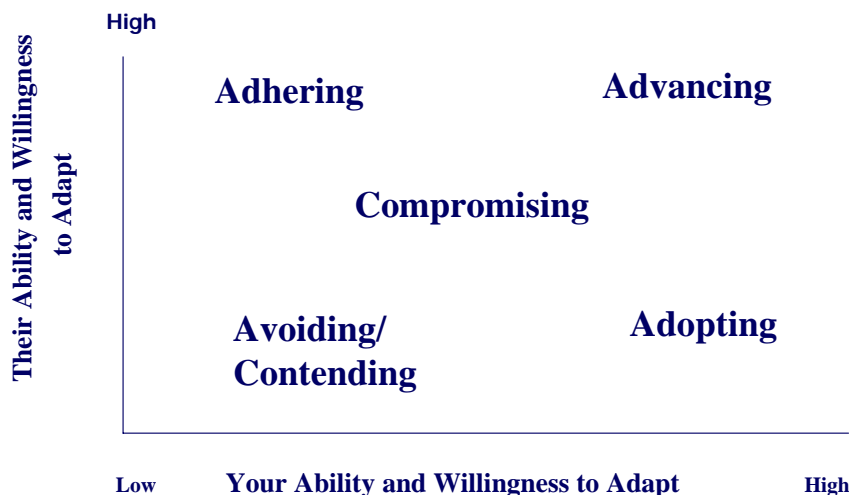 High
Their Ability and Willingness
to Adapt
Adhering
Advancing
Compromising
Avoiding/
Contending
Adopting
Low
Your Ability and Willingness to Adapt
High